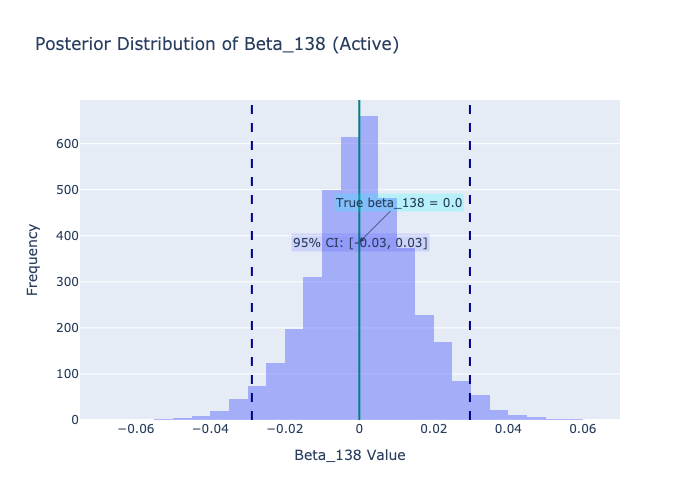 Posterior Distribution of Beta_138 (Active)
600
500
400
300
200
100
0
Frequency
True beta_138 = 0.0
95% CI: [-0.03, 0.03]
−0.06
−0.04
−0.02
0
0.02
0.04
0.06
Beta_138 Value